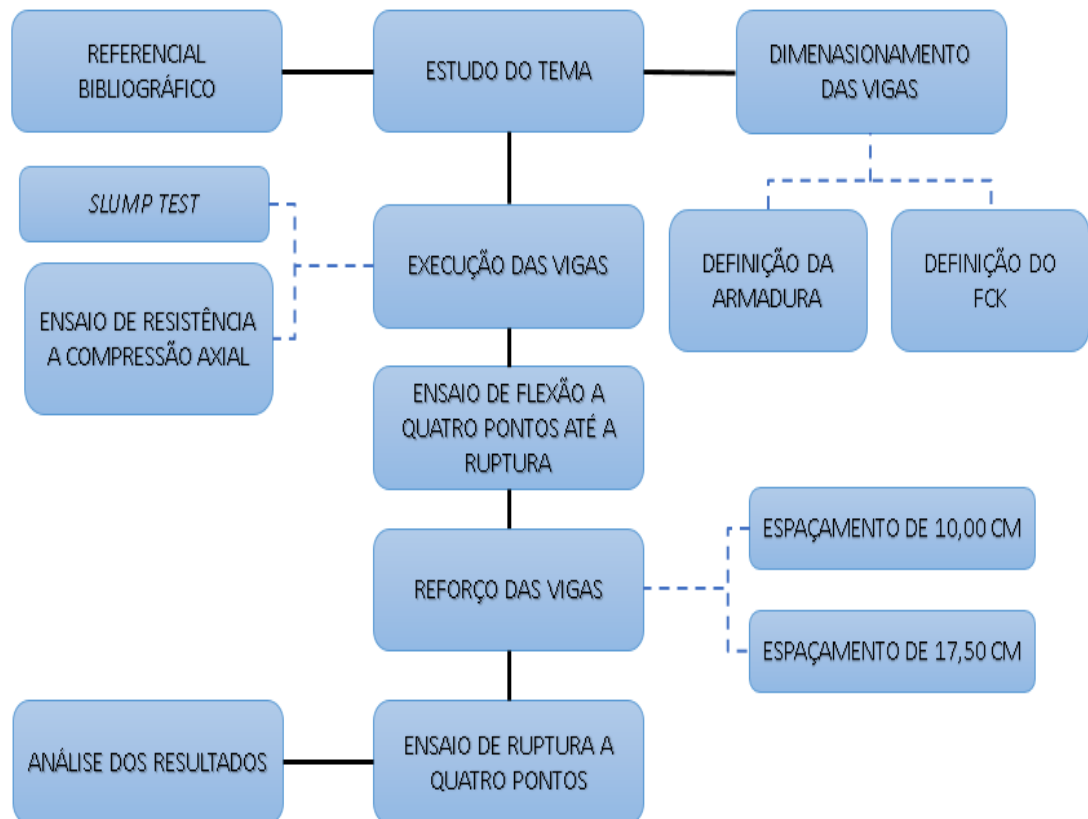 REFERENCIAL
BIBLIOGRÁFICO
ESTUDO DO TEMA
DIMENASIONAMENTO
DAS VIGAS
SLUMP TEST
ENSAIO DE RESISTÊNCIA
A COMPRESSÃO AXIAL
EXECUÇÃO DAS VIGAS
DEFINIÇÃO DA
ARMADURA
DEFINIÇÃO DO
FCK
ENSAIO DE FLEXÃO A
QUATRO PONTOS ATÉ A
RUPTURA
REFORÇO DAS VIGAS
ESPAÇAMENTO DE 10,00 CM
ESPAÇAMENTO DE 17,50 CM
ANÁLISE DOS RESULTADOS
ENSAIO DE RUPTURA A
QUATRO PONTOS